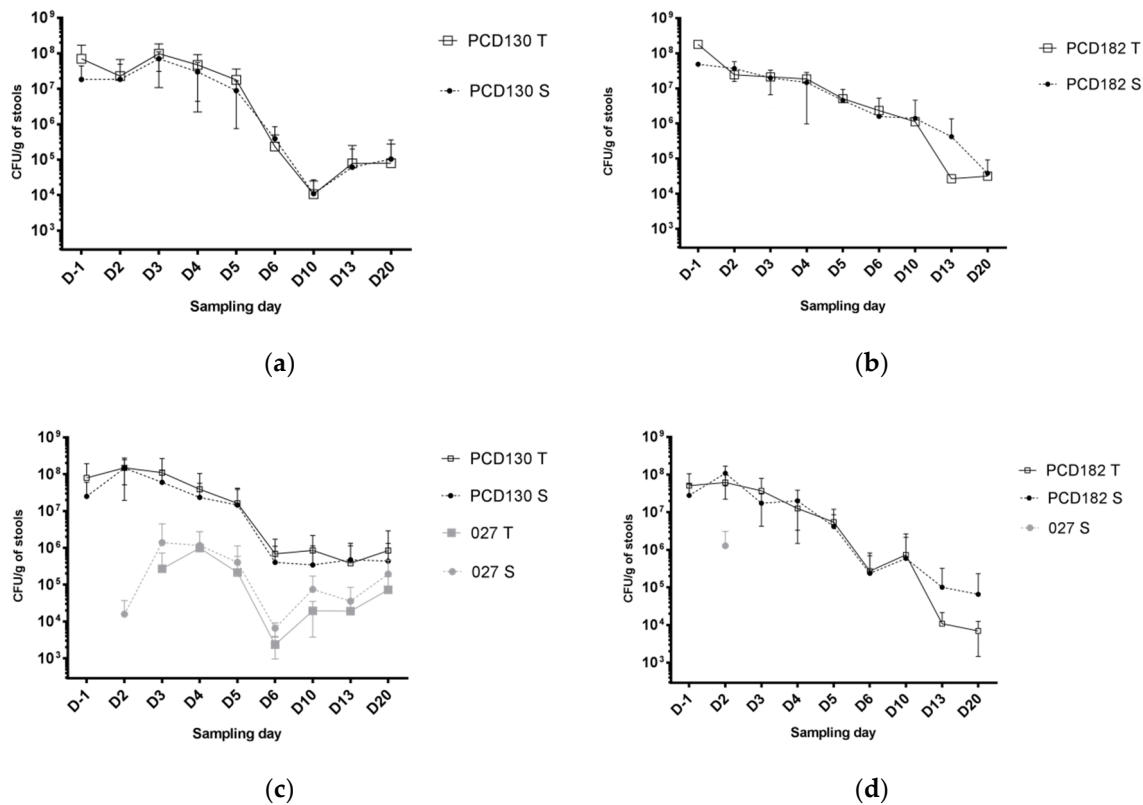 10⁹
10⁸
10⁷
10⁶
10⁵
10⁴
10³
CFU/g of stools
D-1 D2 D3 D4 D5 D6 D10 D13 D20
Sampling day
PCD130 T
PCD130 S
(a)
10⁹
10⁸
10⁷
10⁶
10⁵
10⁴
10³
CFU/g of stools
D-1 D2 D3 D4 D5 D6 D10 D13 D20
Sampling day
PCD182 T
PCD182 S
(b)
10⁹
10⁸
10⁷
10⁶
10⁵
10⁴
10³
CFU/g of stools
D-1 D2 D3 D4 D5 D6 D10 D13 D20
Sampling day
PCD130 T
PCD130 S
027 T
027 S
(c)
10⁹
10⁸
10⁷
10⁶
10⁵
10⁴
10³
CFU/g of stools
D-1 D2 D3 D4 D5 D6 D10 D13 D20
Sampling day
PCD182 T
PCD182 S
027 S
(d)